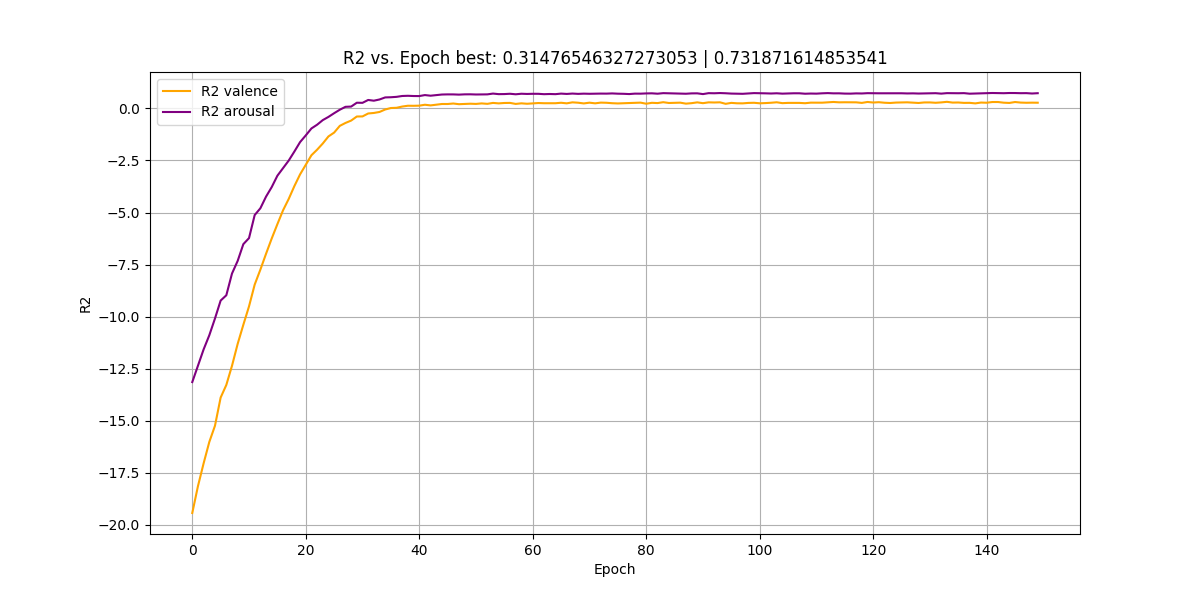 R2 vs. Epoch best: 0.31476546327273053 | 0.731871614853541
R2 valence
R2 arousal
0.0
−2.5
−5.0
−7.5
−10.0
−12.5
−15.0
−17.5
−20.0
R2
0 20 40 60 80 100 120 140
Epoch